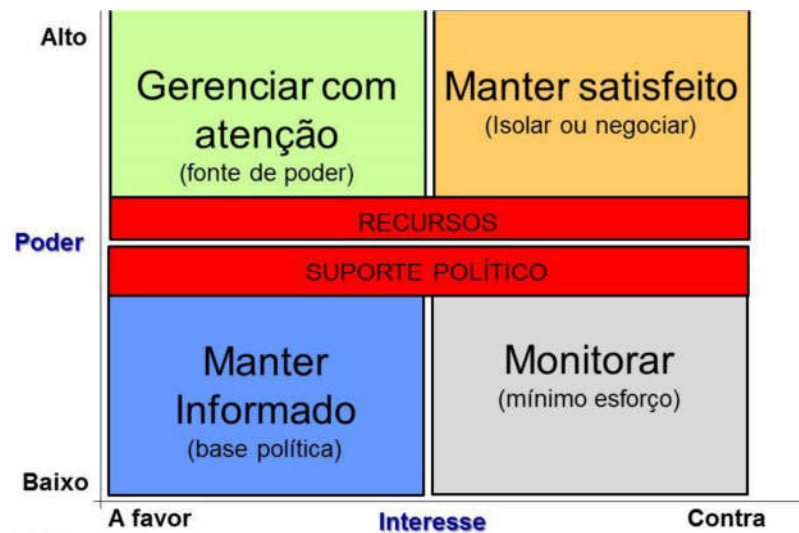 Alto
Gerenciar com
atenção
(fonte de poder)
Manter satisfeito
(Isolar ou negociar)
RECURSOS
Poder
SUPORTE POLÍTICO
Manter
Informado
(base política)
Monitorar
(mínimo esforço)
Baixo
A favor
Interesse
Contra